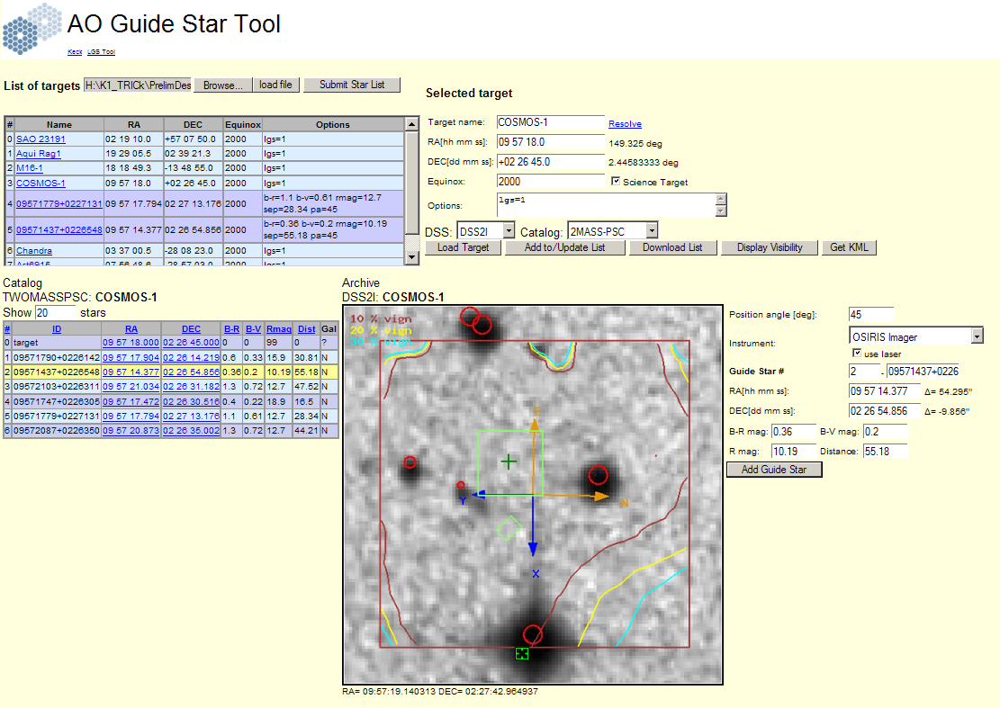 AO Guide Star Tool
Keck LGS Tool
List of targets H:\K1_TRICk\PrelimDes Browse... load file Submit Star List
# Name RA DEC Equinox Options
0 SAO 23191 02 19 10.0 +57 07 50.0 2000 lgs=1
1 Aqui Rag1 19 29 05.5 02 39 21.3 2000 lgs=1
2 M16-1 18 18 49.3 -13 48 55.0 2000 lgs=1
3 COSMOS-1 09 57 18.0 +02 26 45.0 2000 lgs=1
4 09571779+0227131 09 57 17.794 02 27 13.176 2000 b-r=1.1 b-v=0.61 rmag=12.7
sep=28.34 pa=45
5 09571437+0226548 09 57 14.377 02 26 54.856 2000 b-r=0.36 b-v=0.2 rmag=10.19
sep=55.18 pa=45
6 Chandra 03 37 00.5 -28 08 23.0 2000 lgs=1
Selected target
Target name: COSMOS-1 Resolve
RA[hh mm ss]: 09 57 18.0 149.325 deg
DEC[dd mm ss]: +02 26 45.0 2.44583333 deg
Equinox: 2000 Science Target
Options: lgs=1
DSS: DSS2I Catalog: 2MASS-PSC
Load Target Add to/Update List Download List Display Visibility Get KML
Catalog
TWOMASSPSC: COSMOS-1
Show 20 stars
# ID RA DEC B-R B-V Rmag Dist Gal
0 target 09 57 18.000 02 26 45.000 0 0 99 0 ?
1 09571790+0226142 09 57 17.904 02 26 14.219 0.6 0.33 15.9 30.81 N
2 09571437+0226548 09 57 14.377 02 26 54.856 0.36 0.2 10.19 55.18 N
3 09572103+0226311 09 57 21.034 02 26 31.182 1.3 0.72 12.7 47.52 N
4 09571747+0226305 09 57 17.472 02 26 30.516 0.4 0.22 18.9 16.5 N
5 09571779+0227131 09 57 17.794 02 27 13.176 1.1 0.61 12.7 28.34 N
6 09572087+0226350 09 57 20.873 02 26 35.002 1.3 0.72 12.7 44.21 N
Archive
DSS2I: COSMOS-1
10 % vign
20 % vign
E
N
Y
X
RA= 09:57:19.140313 DEC= 02:27:42.964937
Position angle [deg]: 45
Instrument: OSIRIS Imager
use laser
Guide Star # 2 - 09571437+0226
RA[hh mm ss]: 09 57 14.377 Δ= 54.295"
DEC[dd mm ss]: 02 26 54.856 Δ= -9.856"
B-R mag: 0.36 B-V mag: 0.2
R mag: 10.19 Distance: 55.18
Add Guide Star